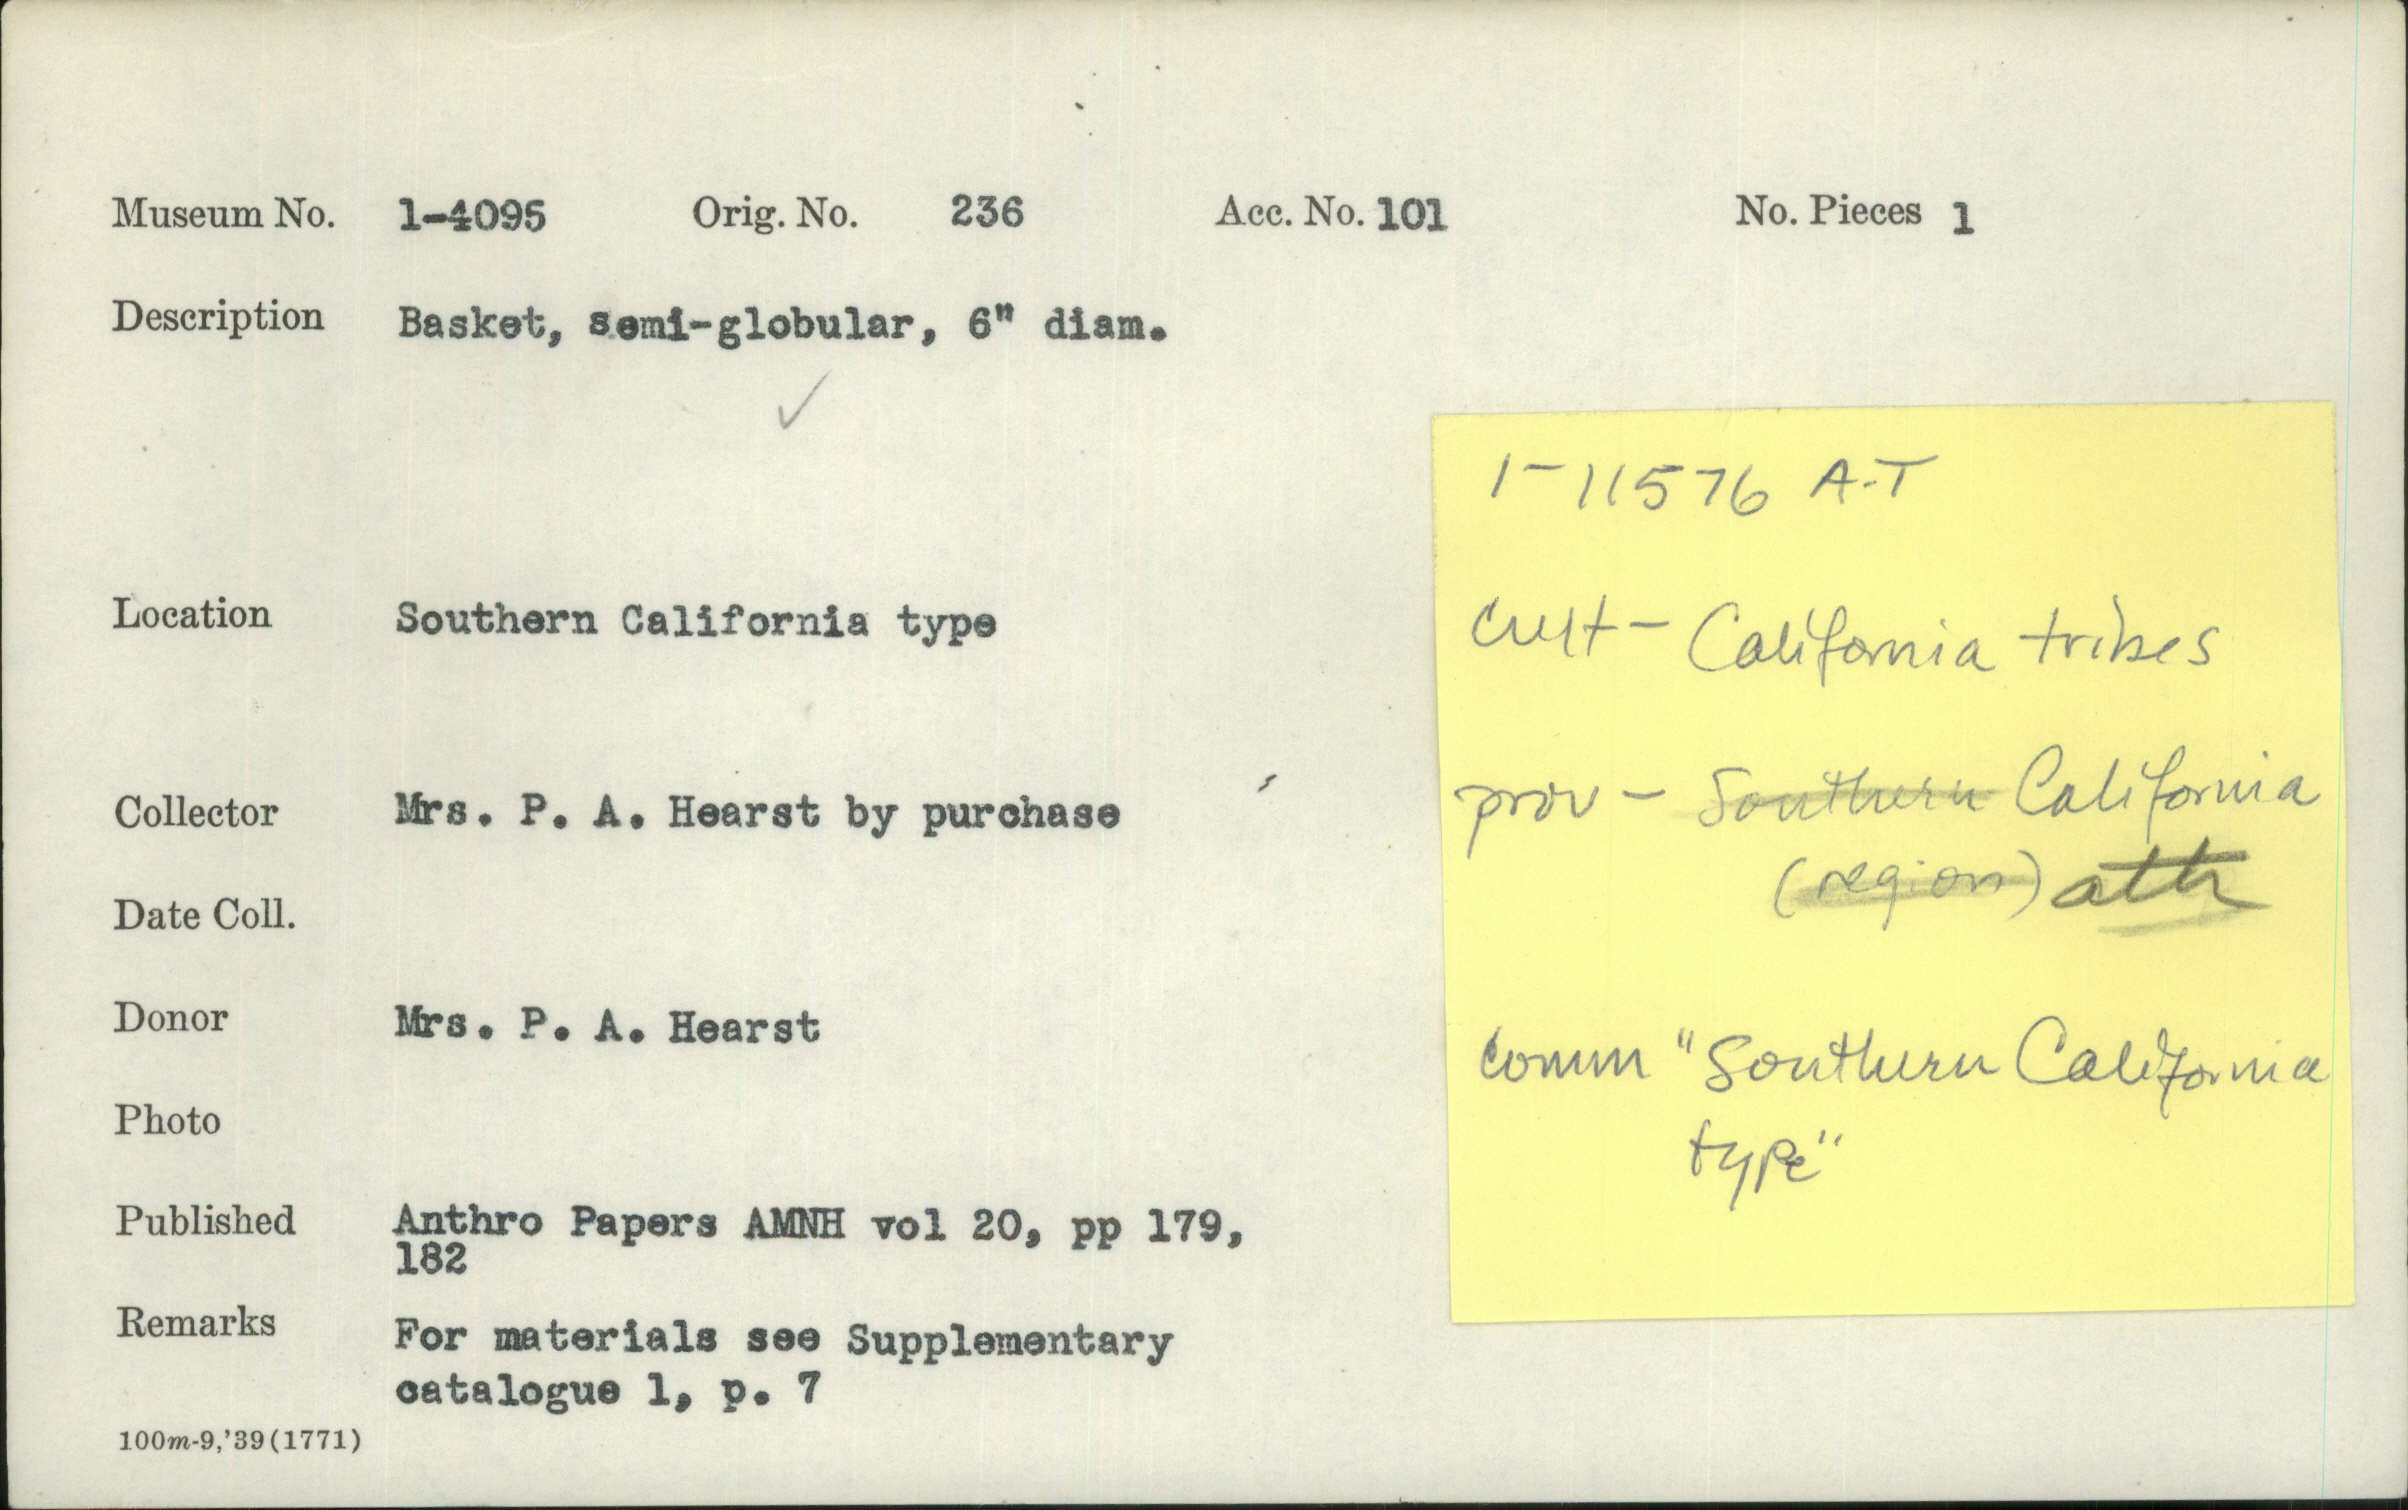 Museum No. 1-4095 Orig. No. 236 Acc. No. 101 No. Pieces 1
Description Basket, semi-globular, 6" diam.
Location Southern California type
Collector Mrs. P. A. Hearst by purchase
Date Coll.
Donor Mrs. P. A. Hearst
Photo
Published Anthro Papers AMNH vol 20, pp 179,
182
Remarks For materials see Supplementary
catalogue 1, p. 7
100m-9,'39(1771)
1-11576 A-T
cult - California tribes
prov - Southern California
(region) attr
comm "Southern California
type"